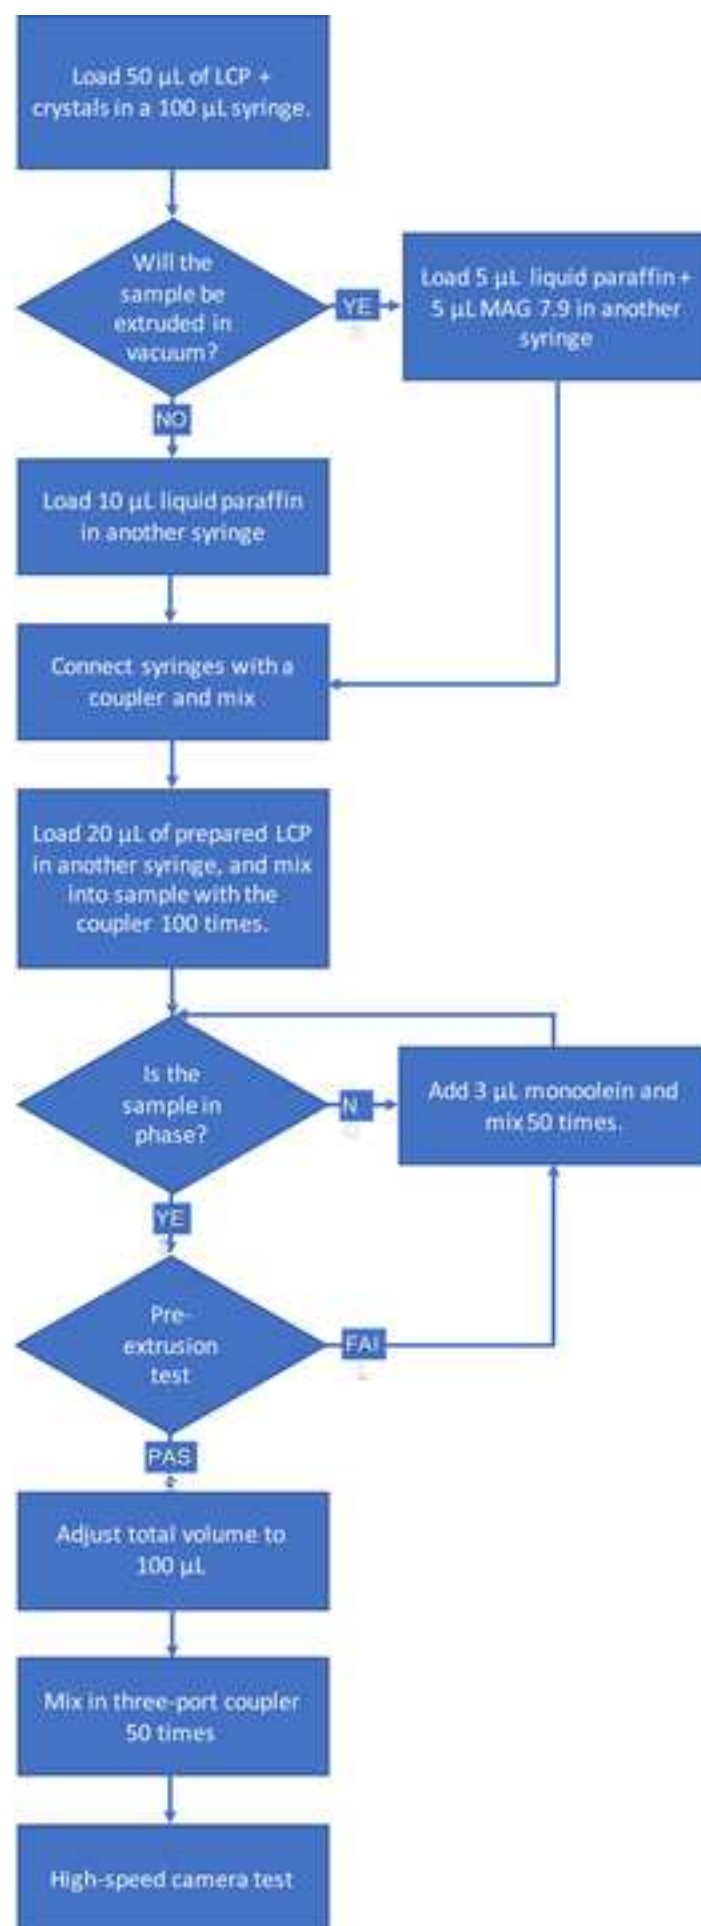 Load 50 μL of LCP +
crystals in a 100 μL syringe.
Will the
sample be
extruded in
vacuum?
YE
Load 5 μL liquid paraffin +
5 μL MAG 7.9 in another
syringe
NO
Load 10 μL liquid paraffin
in another syringe
Connect syringes with a
coupler and mix
Load 20 μL of prepared LCP
in another syringe, and mix
into sample with the
coupler 100 times.
Is the
sample in
phase?
N
Add 3 μL monoolein and
mix 50 times.
YE
Pre-
extrusion
test
FAI
PAS
Adjust total volume to
100 μL
Mix in three-port coupler
50 times
High-speed camera test